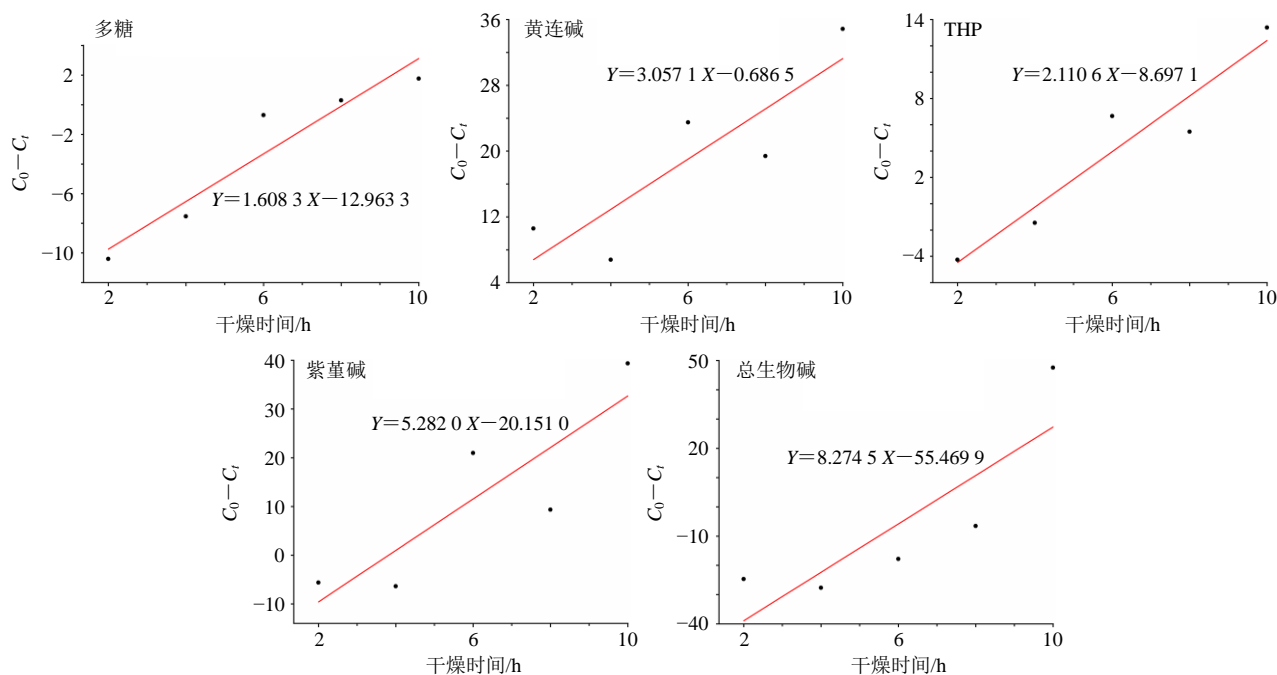 多糖
2
−2
−6
−10
C₀−Cₜ
Y=1.608 3 X−12.963 3
2 6 10
干燥时间/h
黄连碱
36
28
20
12
4
C₀−Cₜ
Y=3.057 1 X−0.686 5
2 6 10
干燥时间/h
THP
14
8
2
−4
C₀−Cₜ
Y=2.110 6 X−8.697 1
2 6 10
干燥时间/h
紫堇碱
40
30
20
10
0
−10
C₀−Cₜ
Y=5.282 0 X−20.151 0
2 6 10
干燥时间/h
总生物碱
50
20
−10
−40
C₀−Cₜ
Y=8.274 5 X−55.469 9
2 6 10
干燥时间/h